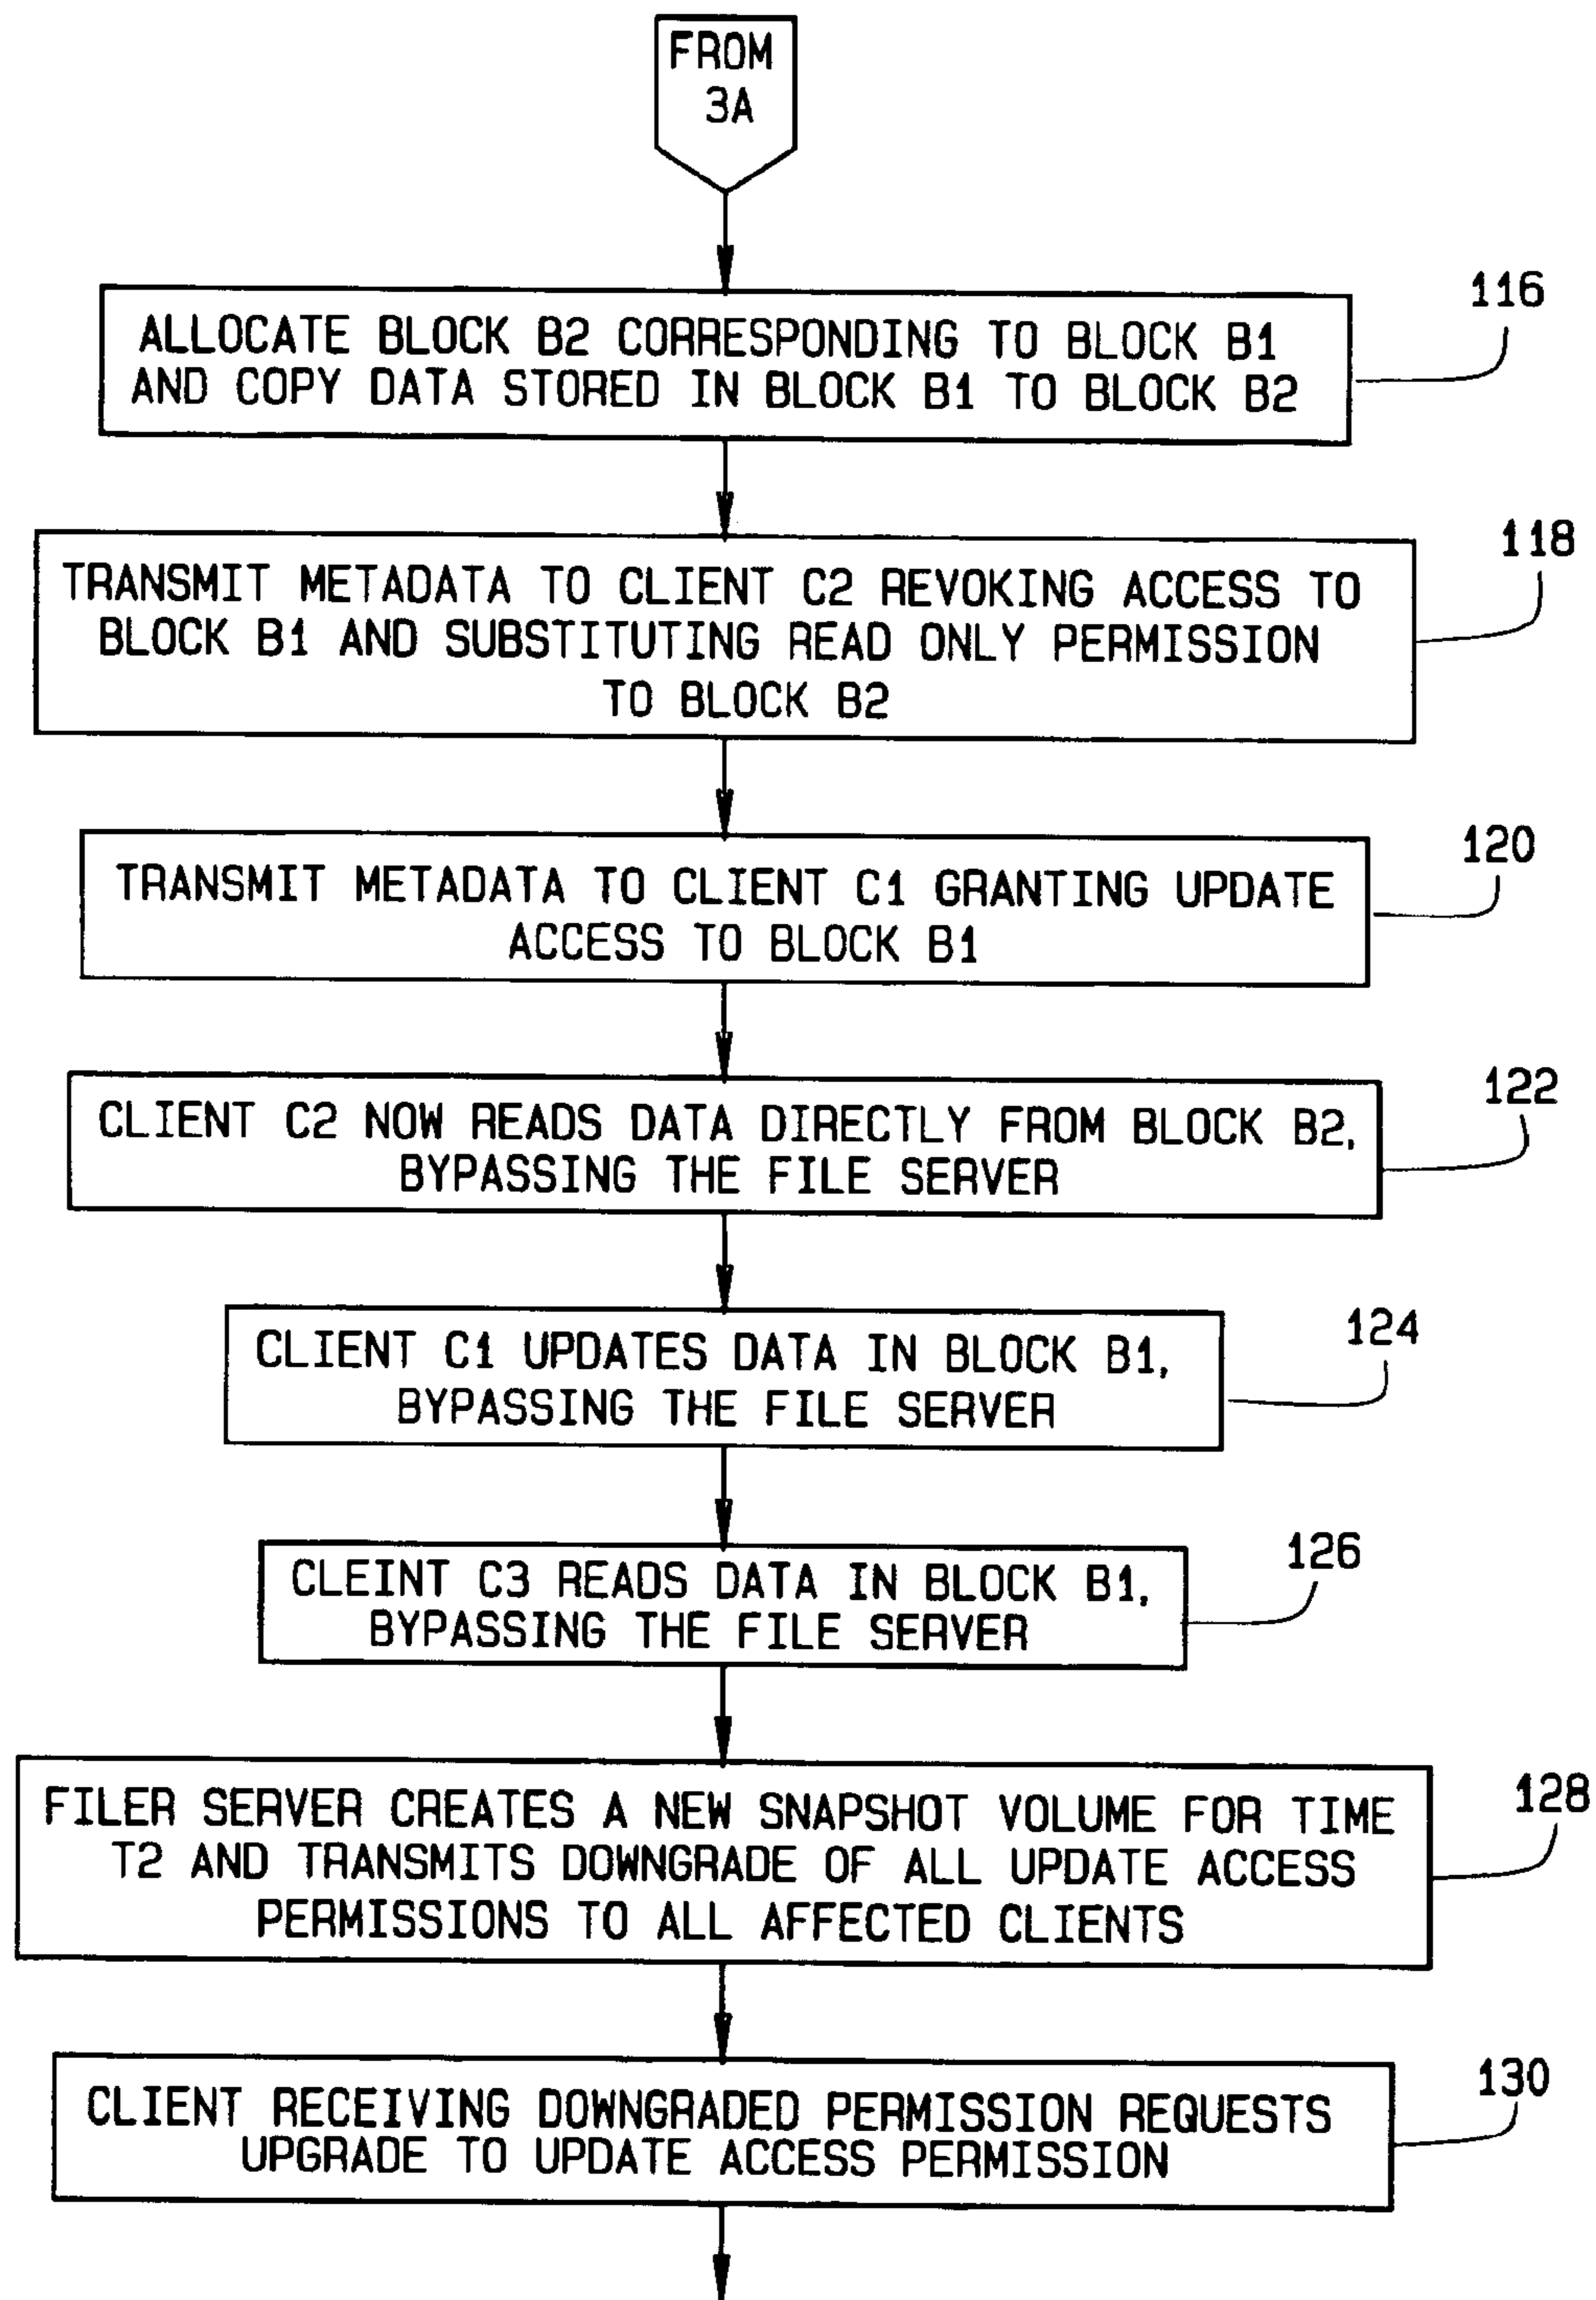 FROM
3A
116
ALLOCATE BLOCK B2 CORRESPONDING TO BLOCK B1
AND COPY DATA STORED IN BLOCK B1 TO BLOCK B2
118
TRANSMIT METADATA TO CLIENT C2 REVOKING ACCESS TO
BLOCK B1 AND SUBSTITUTING READ ONLY PERMISSION
TO BLOCK B2
120
TRANSMIT METADATA TO CLIENT C1 GRANTING UPDATE
ACCESS TO BLOCK B1
122
CLIENT C2 NOW READS DATA DIRECTLY FROM BLOCK B2,
BYPASSING THE FILE SERVER
124
CLIENT C1 UPDATES DATA IN BLOCK B1,
BYPASSING THE FILE SERVER
126
CLEINT C3 READS DATA IN BLOCK B1,
BYPASSING THE FILE SERVER
128
FILER SERVER CREATES A NEW SNAPSHOT VOLUME FOR TIME
T2 AND TRANSMITS DOWNGRADE OF ALL UPDATE ACCESS
PERMISSIONS TO ALL AFFECTED CLIENTS
130
CLIENT RECEIVING DOWNGRADED PERMISSION REQUESTS
UPGRADE TO UPDATE ACCESS PERMISSION